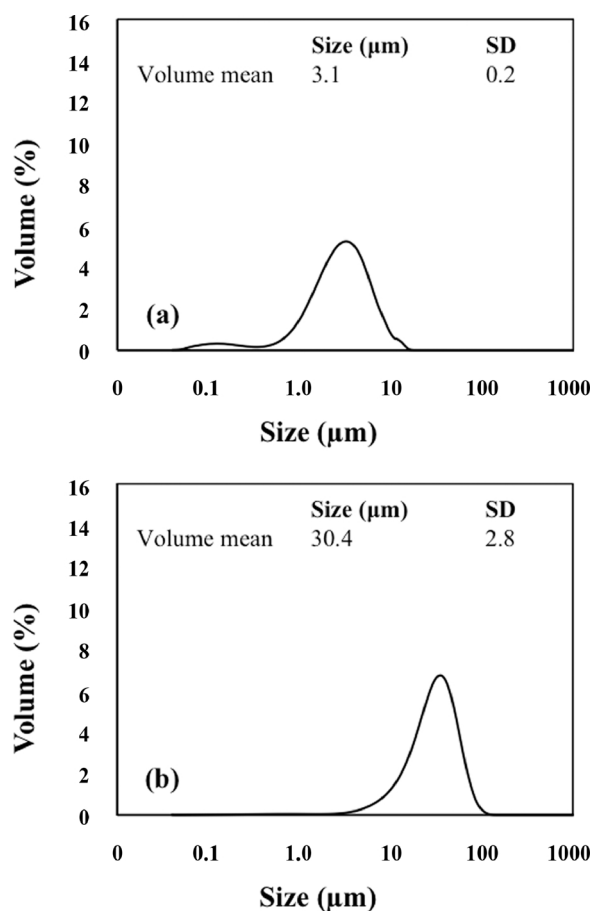 16
14
12
10
8
6
4
2
0
Volume (%)
Size (μm) SD
Volume mean 3.1 0.2
(a)
0 0.1 1.0 10 100 1000
Size (μm)
16
14
12
10
8
6
4
2
0
Volume (%)
Size (μm) SD
Volume mean 30.4 2.8
(b)
0 0.1 1.0 10 100 1000
Size (μm)